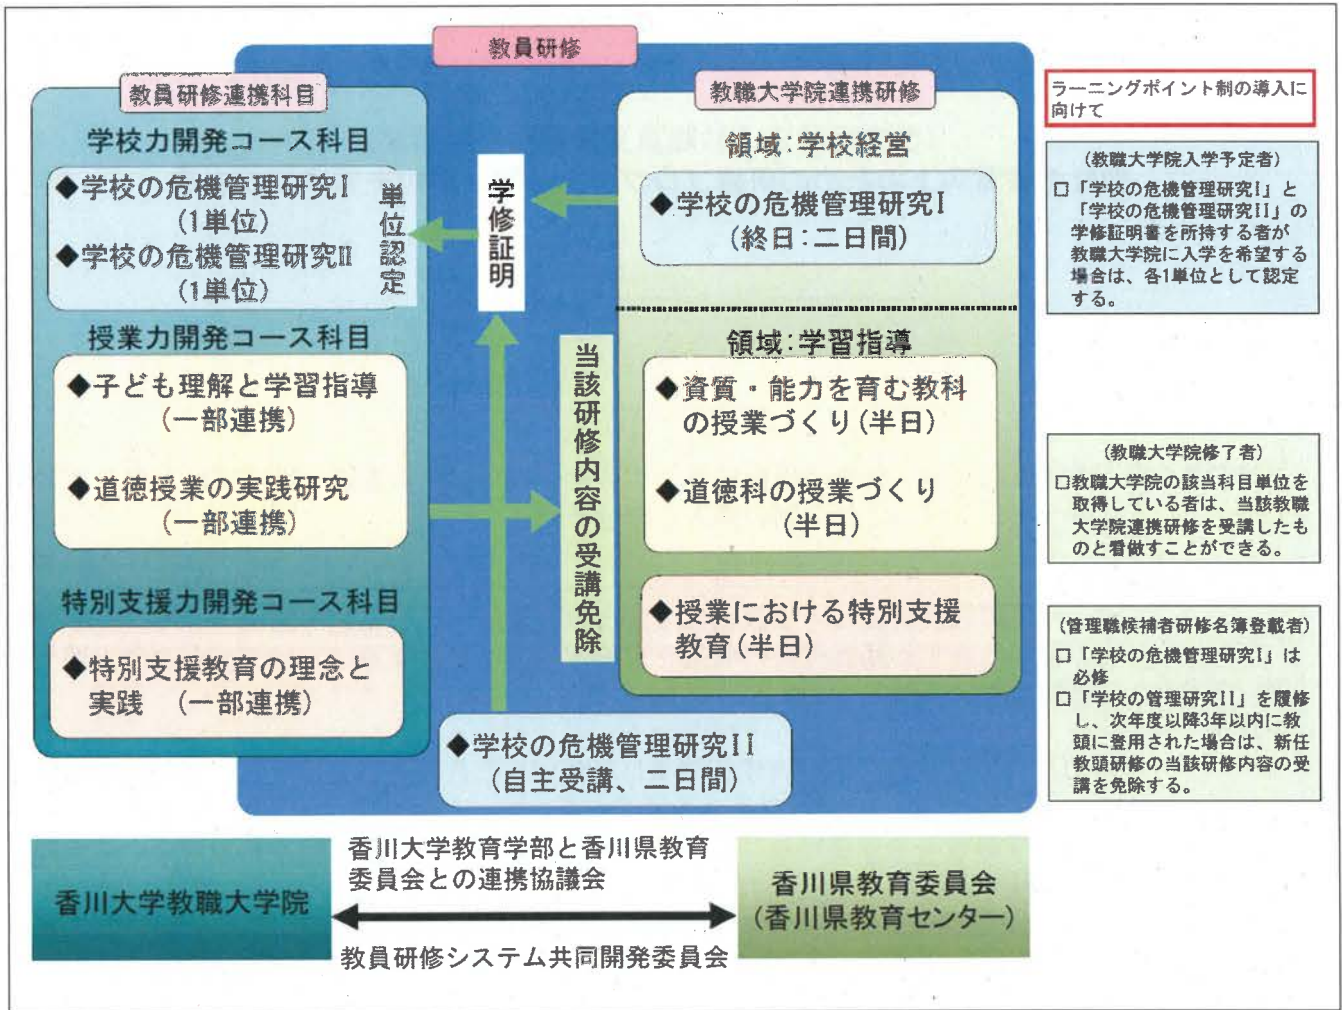 教員研修
教員研修連携科目
学校力開発コース科目
◆学校の危機管理研究I
(1単位)
◆学校の危機管理研究II
(1単位)
単位認定
授業力開発コース科目
◆子ども理解と学習指導
(一部連携)
◆道徳授業の実践研究
(一部連携)
特別支援力開発コース科目
◆特別支援教育の理念と
実践 (一部連携)
学修証明
当該研修内容の受講免除
◆学校の危機管理研究II
(自主受講、二日間)
教職大学院連携研修
領域:学校経営
◆学校の危機管理研究I
(終日:二日間)
領域:学習指導
◆資質・能力を育む教科
の授業づくり(半日)
◆道徳科の授業づくり
(半日)
◆授業における特別支援
教育(半日)
ラーニングポイント制の導入に
向けて
(教職大学院入学予定者)
□「学校の危機管理研究I」と
「学校の危機管理研究II」の
学修証明書を所持する者が
教職大学院に入学を希望する
場合は、各1単位として認定
する。
(教職大学院修了者)
□教職大学院の該当科目単位を
取得している者は、当該教職
大学院連携研修を受講したも
のと看做すことができる。
(管理職候補者研修名簿登載者)
□「学校の危機管理研究I」は
必修
□「学校の管理研究II」を履修
し、次年度以降3年以内に教
頭に登用された場合は、新任
教頭研修の当該研修内容の受
講を免除する。
香川大学教職大学院
香川大学教育学部と香川県教育
委員会との連携協議会
教員研修システム共同開発委員会
香川県教育委員会
(香川県教育センター)